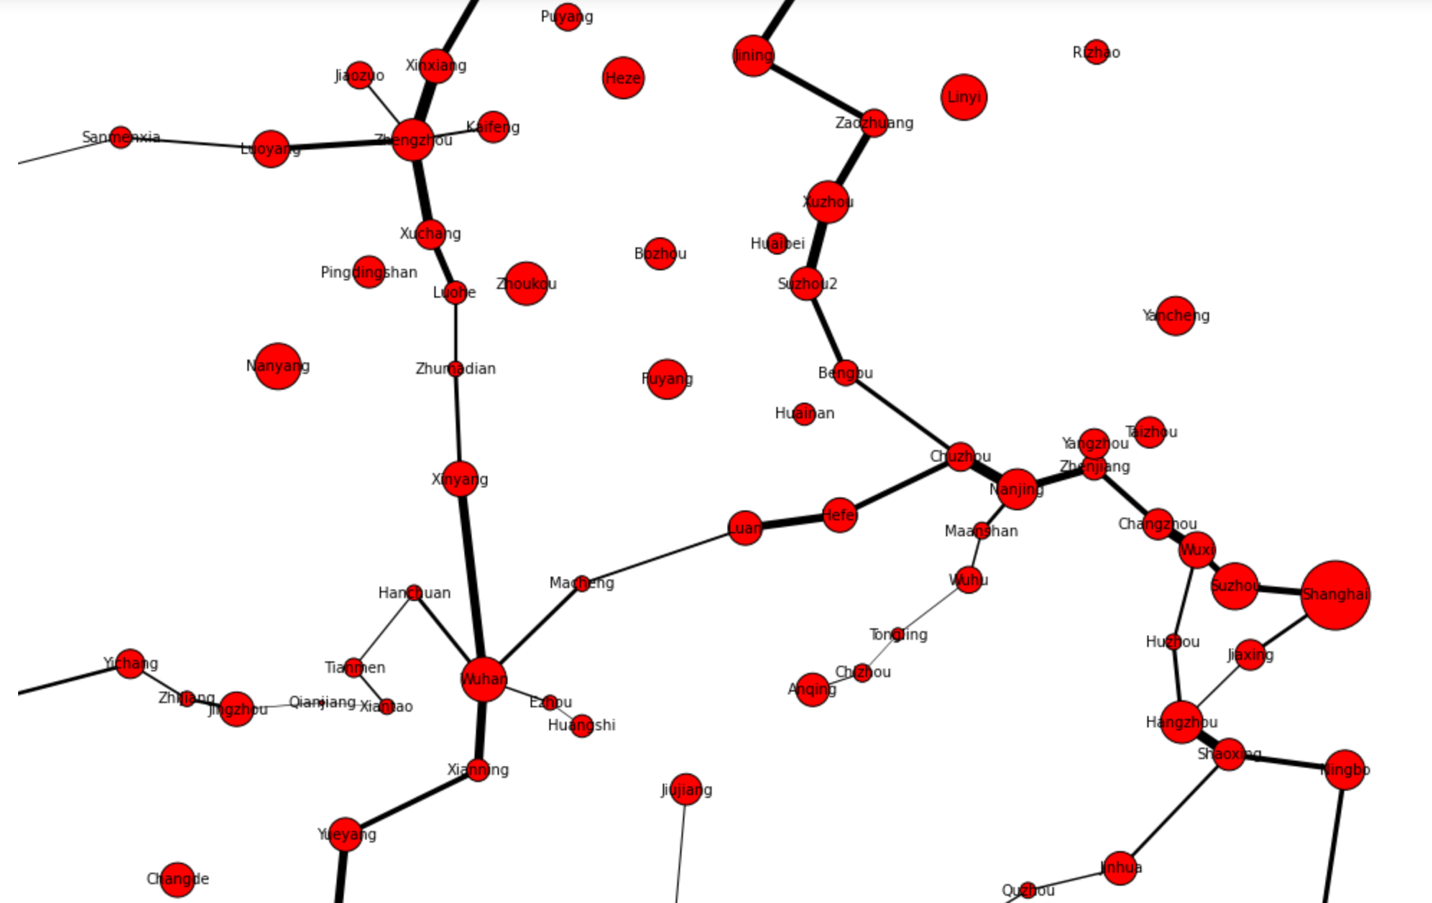 Puyang
Jining
Rizhao
Xinxiang
Jiaozuo
Heze
Linyi
Zaozhuang
Kaifeng
Sanmenxia
Zhengzhou
Luoyang
Xuzhou
Xuchang
Huaibei
Bozhou
Pingdingshan
Zhoukou
Suzhou2
Luohe
Yancheng
Nanyang
Zhumadian
Bengbu
Fuyang
Huainan
Taizhou
Yangzhou
Chuzhou
Zhenjiang
Xinyang
Nanjing
Hefei
Changzhou
Luan
Maanshan
Wuxi
Wuhu
Macheng
Suzhou
Hanchuan
Shanghai
Tongling
Huzhou
Jiaxing
Yichang
Tianmen
Chizhou
Wuhan
Anqing
Zhijiang
Qianjiang
Ezhou
Xiantao
Jingzhou
Hangzhou
Huangshi
Shaoxing
Xianning
Ningbo
Jiujiang
Yueyang
Jinhua
Changde
Quzhou